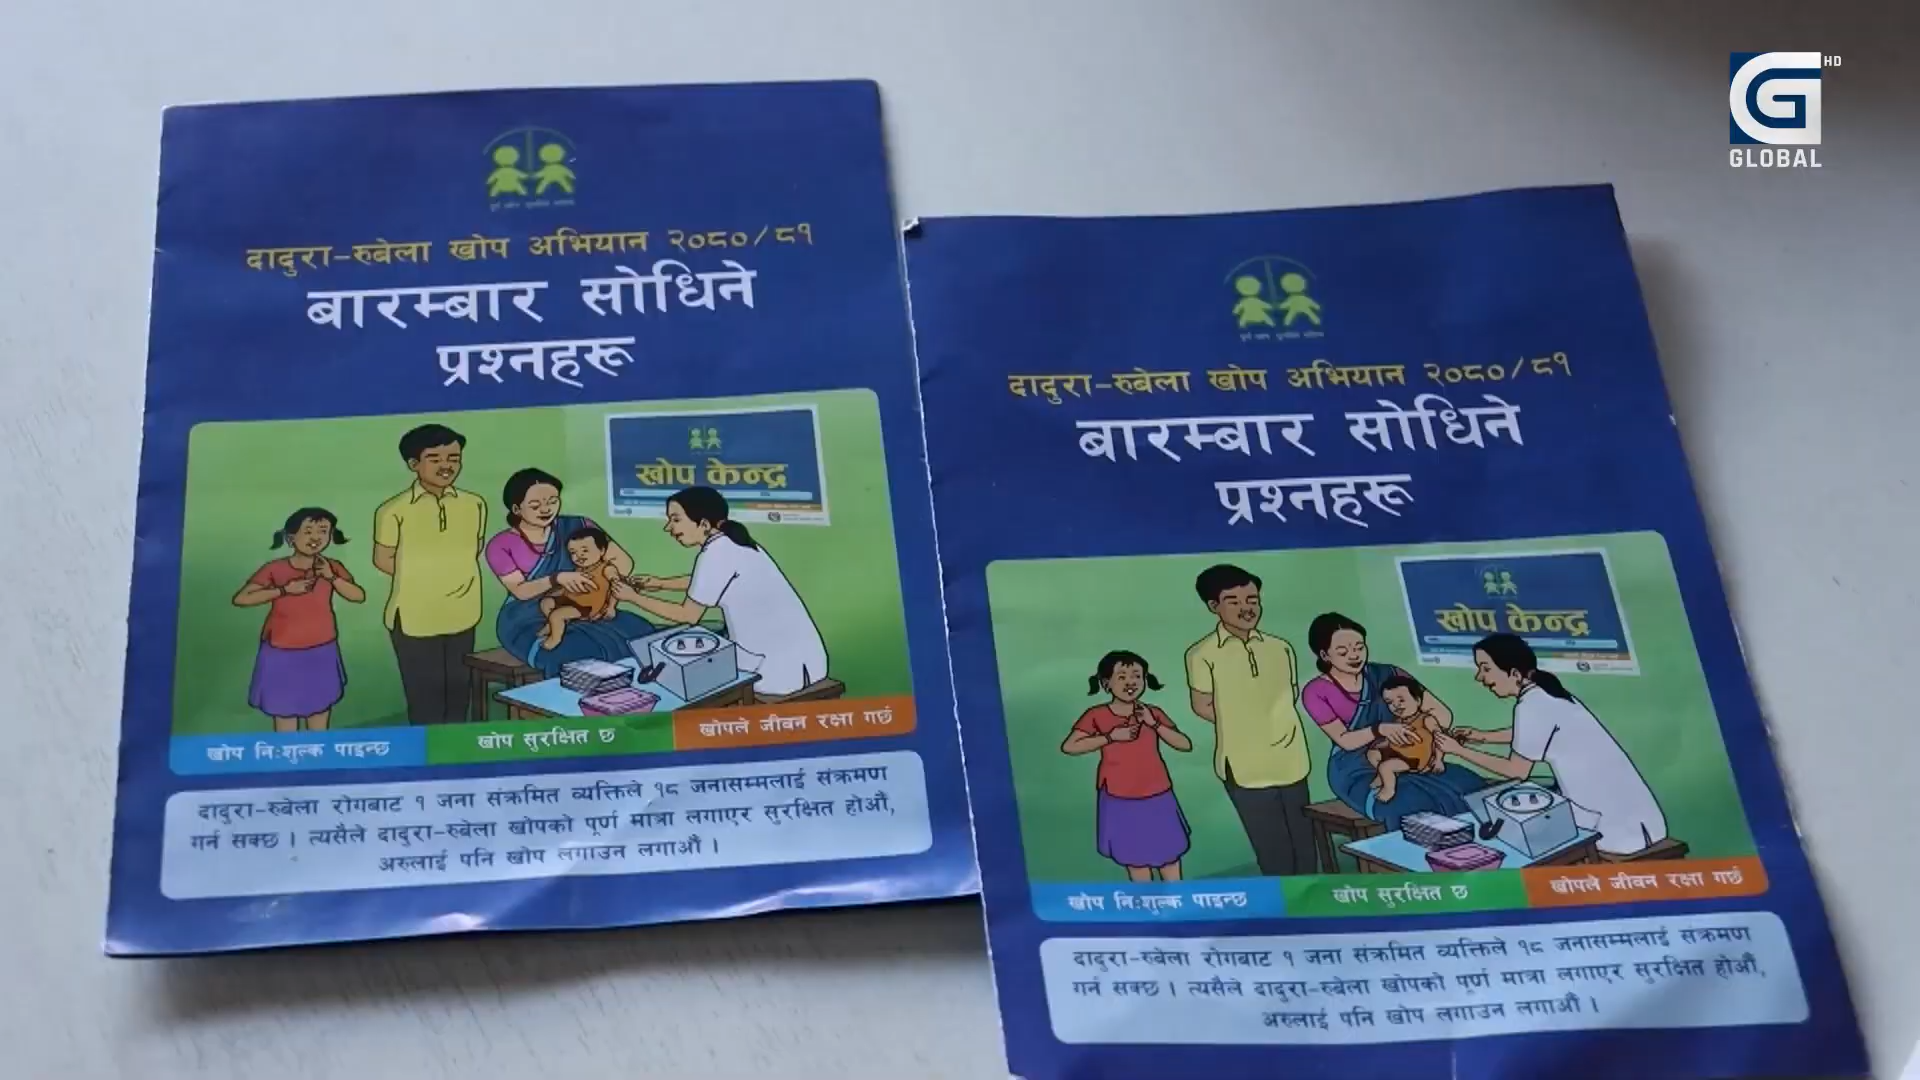 दादुरा-रुबेला खोप अभियान २०८०/८१
बारम्बार सोधिने
प्रश्नहरू
खोप केन्द्र
खोप नि:शुल्क पाइन्छ
खोप सुरक्षित छ
खोपले जीवन रक्षा गर्छ
दादुरा-रुबेला रोगबाट १ जना संक्रमित व्यक्तिले १८ जनासम्मलाई संक्रमण
गर्न सक्छ । त्यसैले दादुरा-रुबेला खोपको पूर्ण मात्रा लगाएर सुरक्षित होऔं,
अरुलाई पनि खोप लगाउन लगाऔं ।
दादुरा-रुबेला खोप अभियान २०८०/८१
बारम्बार सोधिने
प्रश्नहरू
खोप केन्द्र
खोप नि:शुल्क पाइन्छ
खोप सुरक्षित छ
खोपले जीवन रक्षा गर्छ
दादुरा-रुबेला रोगबाट १ जना संक्रमित व्यक्तिले १८ जनासम्मलाई संक्रमण
गर्न सक्छ । त्यसैले दादुरा-रुबेला खोपको पूर्ण मात्रा लगाएर सुरक्षित होऔं,
अरुलाई पनि खोप लगाउन लगाऔं ।
HD
GLOBAL